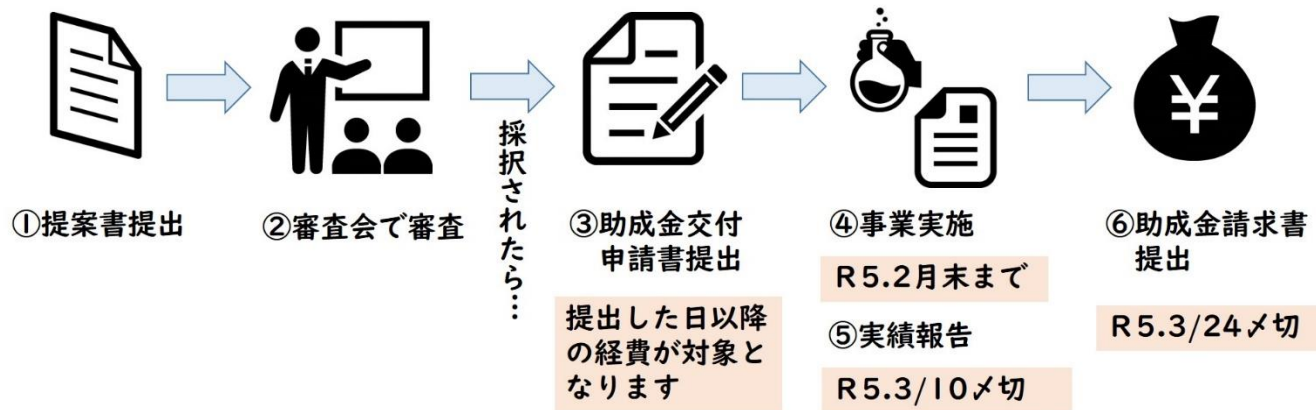 ①提案書提出
②審査会で審査
採択されたら…
③助成金交付
申請書提出
提出した日以降
の経費が対象と
なります
④事業実施
R5.2月末まで
⑤実績報告
R5.3/10〆切
¥
⑥助成金請求書
提出
R5.3/24〆切